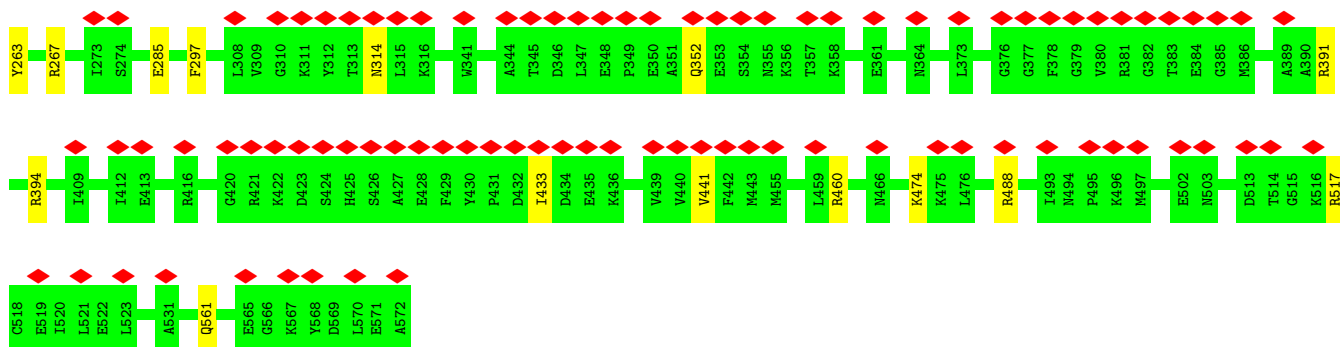 Y263 R267 I273 S274 E285 F297 L308 V309 G310 K311 Y312 T313 N314 L315 K316 W341 A344 T345 D346 L347 E348 P349 E350 A351 Q352 E353 S354 N355 K356 T357 K358 E361 N364 L373 G376 G377 F378 G379 V380 R381 G382 T383 E384 G385 M386 A389 A390 R391
R394 I409 I412 E413 R416 G420 R421 K422 D423 S424 H425 S426 A427 E428 F429 Y430 P431 D432 I433 D434 E435 K436 V439 V440 V441 F442 M443 M455 L459 R460 N466 K474 K475 L476 R488 I493 N494 P495 K496 M497 E502 N503 D513 T514 G515 K516 R517
C518 E519 I520 L521 E522 L523 A531 Q561 E565 G566 K567 Y568 D569 L570 E571 A572